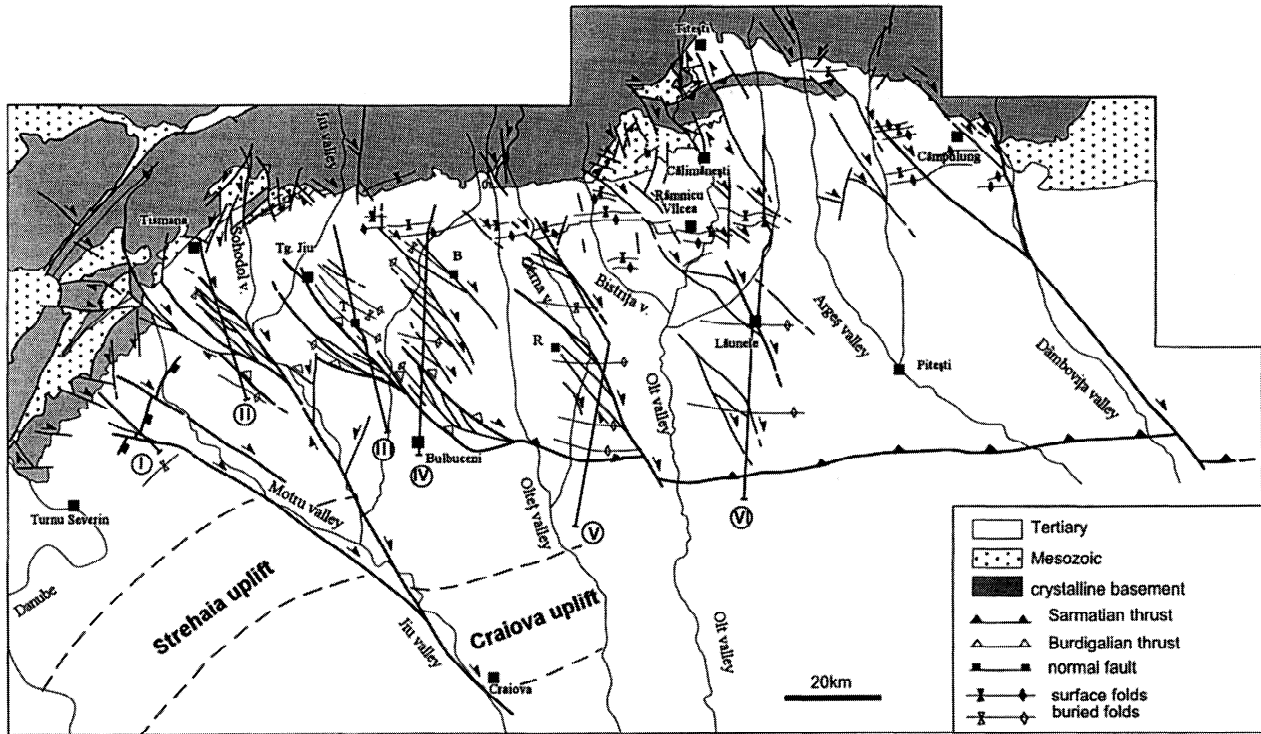 Titești
Jiu valley
Câmpulung
Călimănești
Râmnicu
Vîlcea
Tismana
Sohodol v.
Tg. Jiu
B
Cerna v.
Bistrița v.
T
R
Lăunele
Argeș valley
Pitești
Dâmbovița valley
Olt valley
II
III
IV
Bulbuceni
I
Motru valley
Turnu Severin
Olteț valley
V
VI
Danube
Strehaia uplift
Craiova uplift
Jiu valley
Craiova
Olt valley
20km
Tertiary
Mesozoic
crystalline basement
Sarmatian thrust
Burdigalian thrust
normal fault
surface folds
buried folds